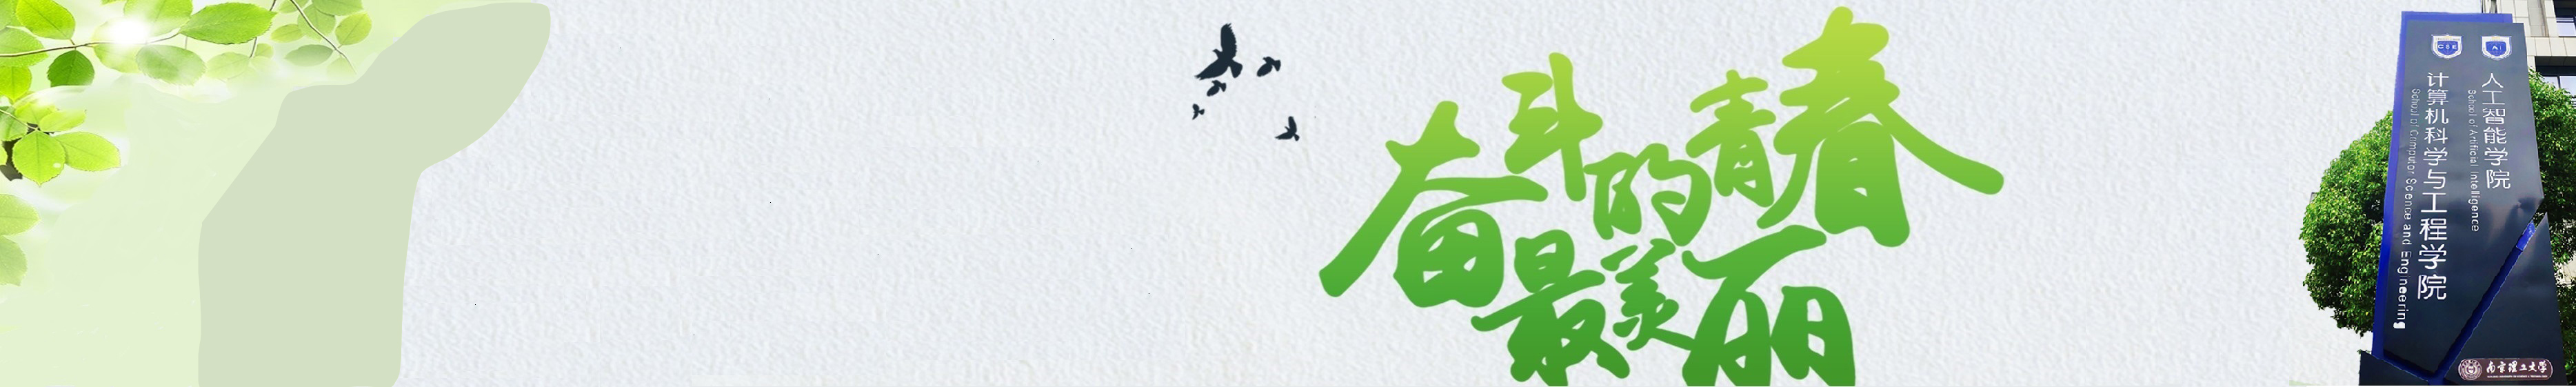 奋斗的青春
最美丽
CSE
AI
人工智能学院
School of Artificial Intelligence
计算机科学与工程学院
School of Computer Science and Engineering
南京理工大学